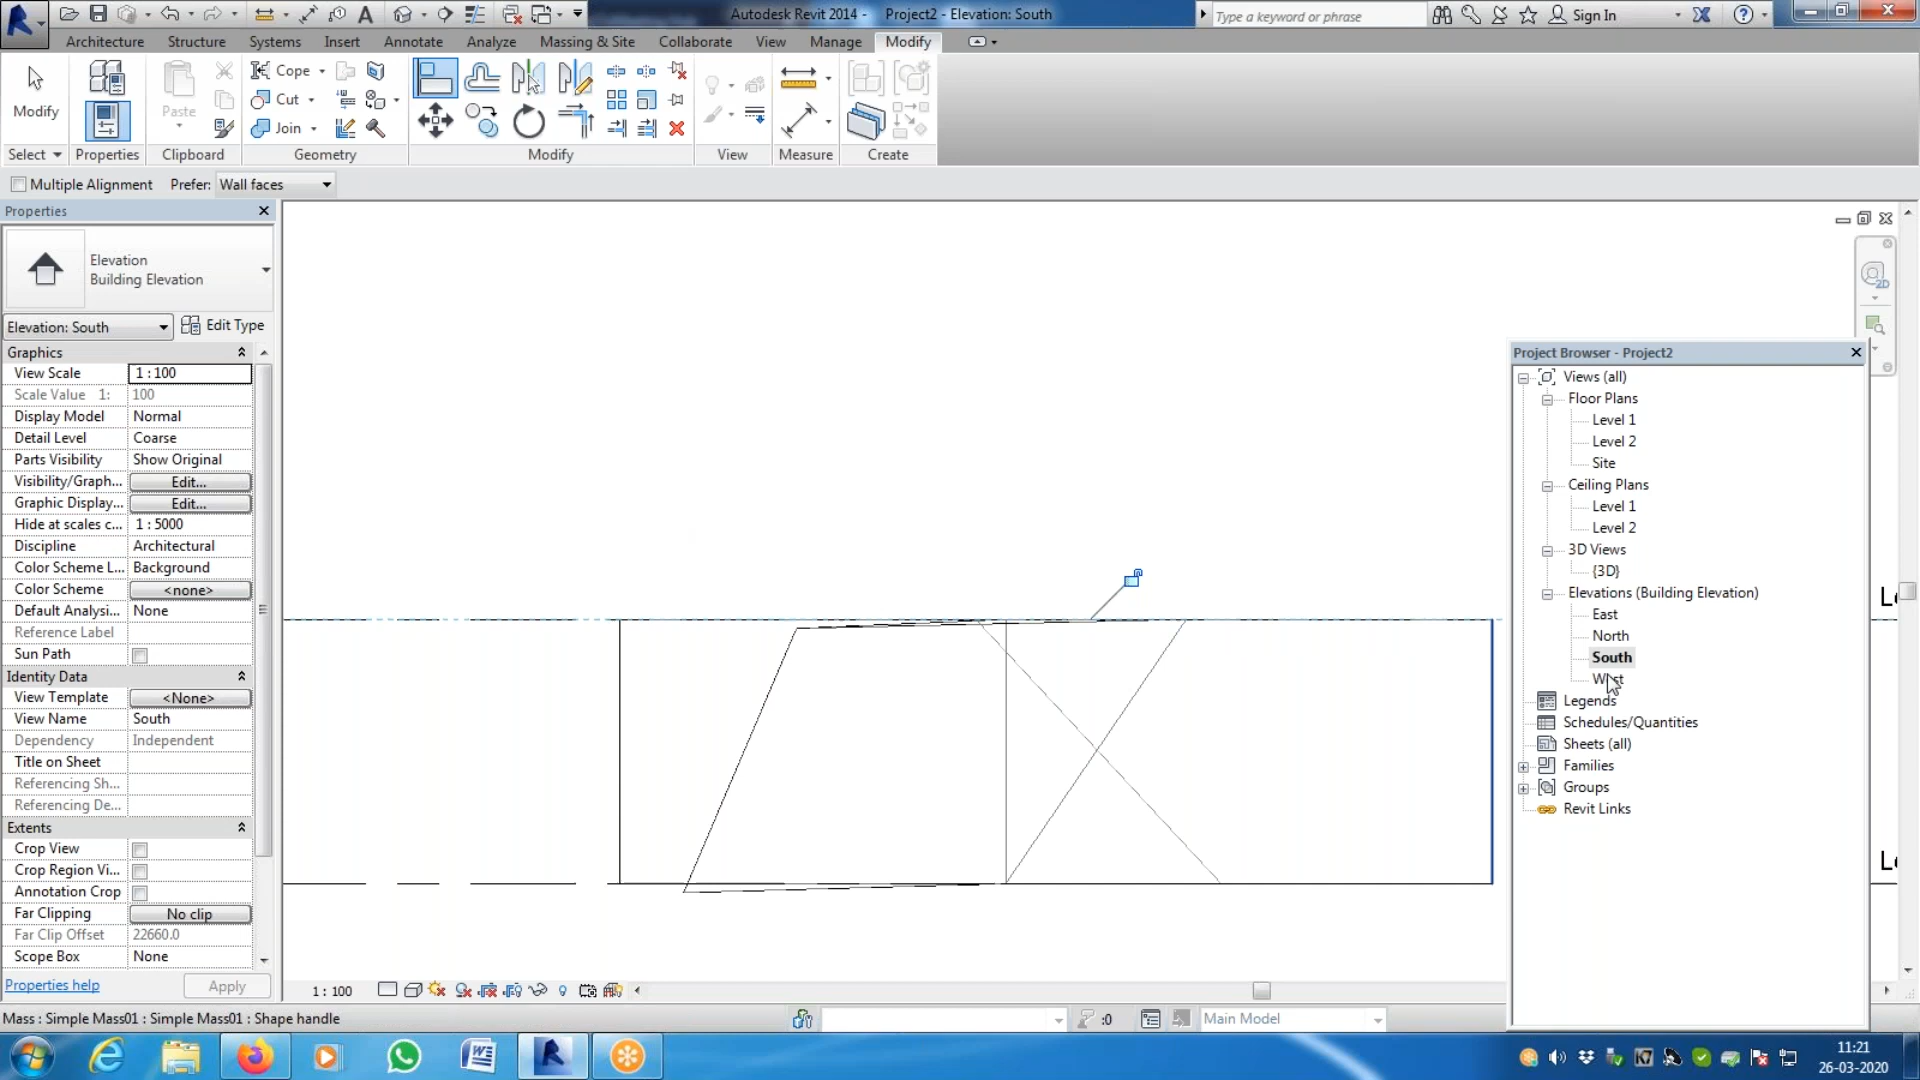 Autodesk Revit 2014 -    Project2 - Elevation: South
Type a keyword or phrase
Sign In
Architecture Structure Systems Insert Annotate Analyze Massing & Site Collaborate View Manage Modify
Modify
Paste
Cope
Cut
Join
Select Properties Clipboard Geometry Modify View Measure Create
Multiple Alignment Prefer: Wall faces
Properties
Elevation
Building Elevation
Elevation: South Edit Type
Graphics
View Scale 1 : 100
Scale Value 1: 100
Display Model Normal
Detail Level Coarse
Parts Visibility Show Original
Visibility/Graph... Edit...
Graphic Display... Edit...
Hide at scales c... 1 : 5000
Discipline Architectural
Color Scheme L... Background
Color Scheme <none>
Default Analysi... None
Reference Label
Sun Path
Identity Data
View Template <None>
View Name South
Dependency Independent
Title on Sheet
Referencing Sh...
Referencing De...
Extents
Crop View
Crop Region Vi...
Annotation Crop
Far Clipping No clip
Far Clip Offset 22660.0
Scope Box None
Properties help Apply
Project Browser - Project2
Views (all)
Floor Plans
Level 1
Level 2
Site
Ceiling Plans
Level 1
Level 2
3D Views
{3D}
Elevations (Building Elevation)
East
North
South
West
Legends
Schedules/Quantities
Sheets (all)
Families
Groups
Revit Links
1 : 100
Mass : Simple Mass01 : Simple Mass01 : Shape handle
:0
Main Model
11:21
26-03-2020